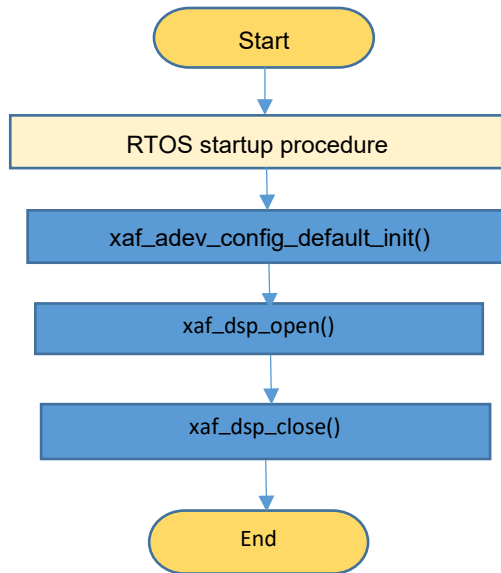 Start
RTOS startup procedure
xaf_adev_config_default_init()
xaf_dsp_open()
xaf_dsp_close()
End